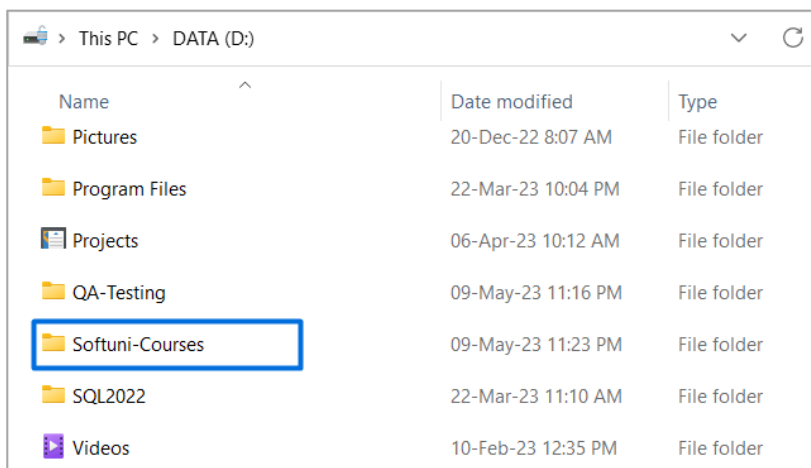 This PC > DATA (D:)
Name Date modified Type
Pictures 20-Dec-22 8:07 AM File folder
Program Files 22-Mar-23 10:04 PM File folder
Projects 06-Apr-23 10:12 AM File folder
QA-Testing 09-May-23 11:16 PM File folder
Softuni-Courses 09-May-23 11:23 PM File folder
SQL2022 22-Mar-23 11:10 AM File folder
Videos 10-Feb-23 12:35 PM File folder